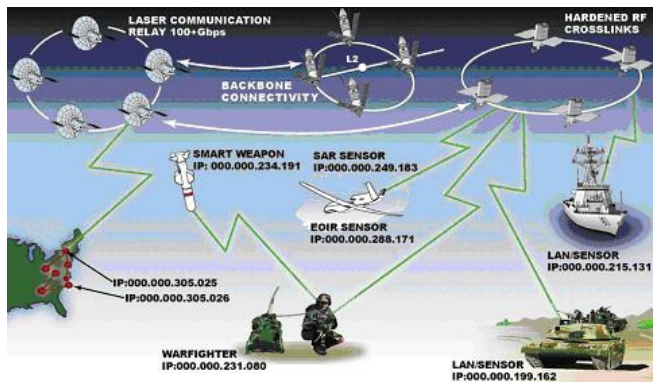 LASER COMMUNICATION
RELAY 100+Gbps
HARDENED RF
CROSSLINKS
L2
BACKBONE
CONNECTIVITY
SMART WEAPON
IP: 000.000.234.191
SAR SENSOR
IP:000.000.249.183
EOIR SENSOR
IP:000.000.288.171
LAN/SENSOR
IP:000.000.215.131
IP:000.000.305.025
IP:000.000.305.026
WARFIGHTER
IP:000.000.231.080
LAN/SENSOR
IP:000.000.199.162